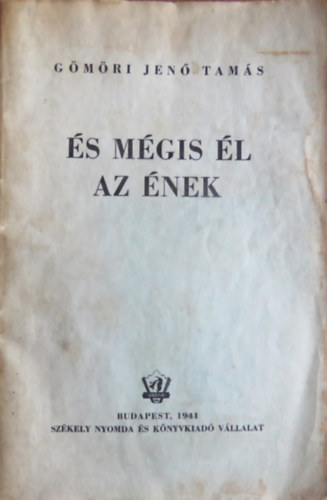 GÖMÖRI JENŐ TAMÁS
ÉS MÉGIS ÉL
AZ ÉNEK
BUDAPEST, 1941
SZÉKELY NYOMDA ÉS KÖNYVKIADÓ VÁLLALAT